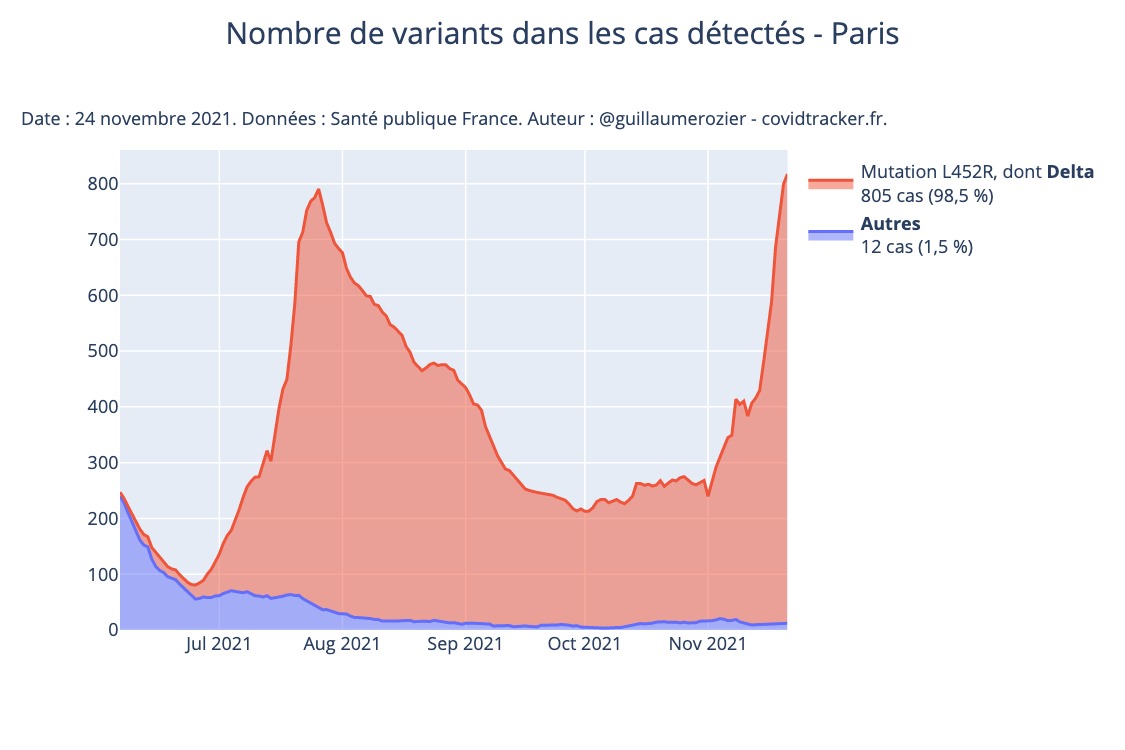 Nombre de variants dans les cas détectés - Paris
Date : 24 novembre 2021. Données : Santé publique France. Auteur : @guillaumerozier - covidtracker.fr.
Mutation L452R, dont Delta
805 cas (98,5 %)
Autres
12 cas (1,5 %)
800
700
600
500
400
300
200
100
0
Jul 2021 Aug 2021 Sep 2021 Oct 2021 Nov 2021